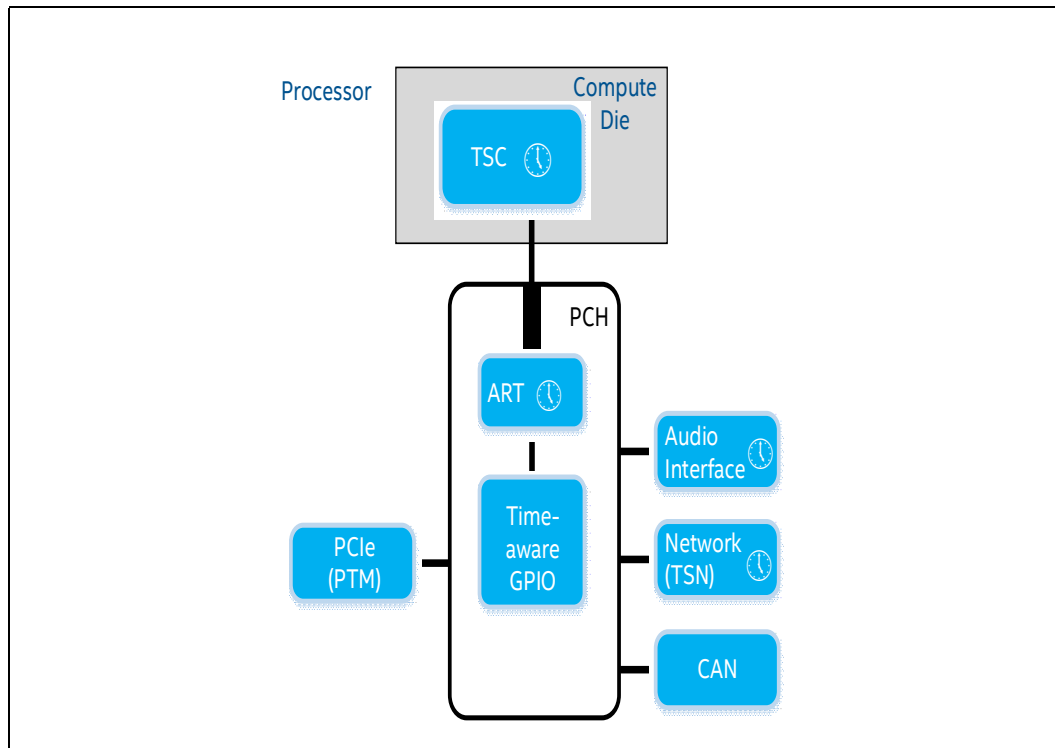 Processor
Compute
Die
TSC
PCH
ART
Audio
Interface
Time-
aware
GPIO
PCIe
(PTM)
Network
(TSN)
CAN